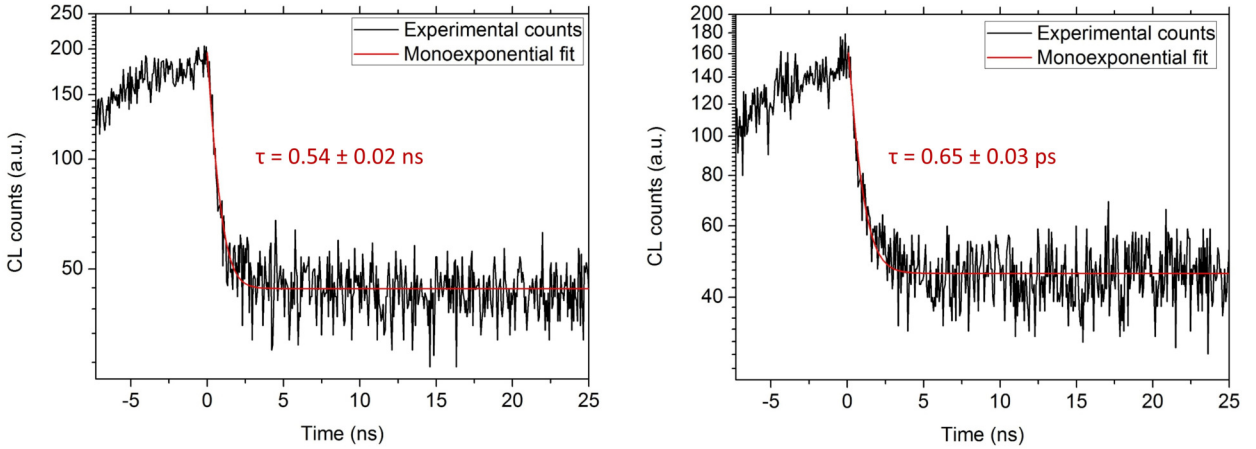 Experimental counts
Monoexponential fit
τ = 0.54 ± 0.02 ns
CL counts (a.u.)
200
150
100
50
-5 0 5 10 15 20 25
Time (ns)
Experimental counts
Monoexponential fit
τ = 0.65 ± 0.03 ps
CL counts (a.u.)
200
180
160
140
120
100
80
60
40
-5 0 5 10 15 20 25
Time (ns)